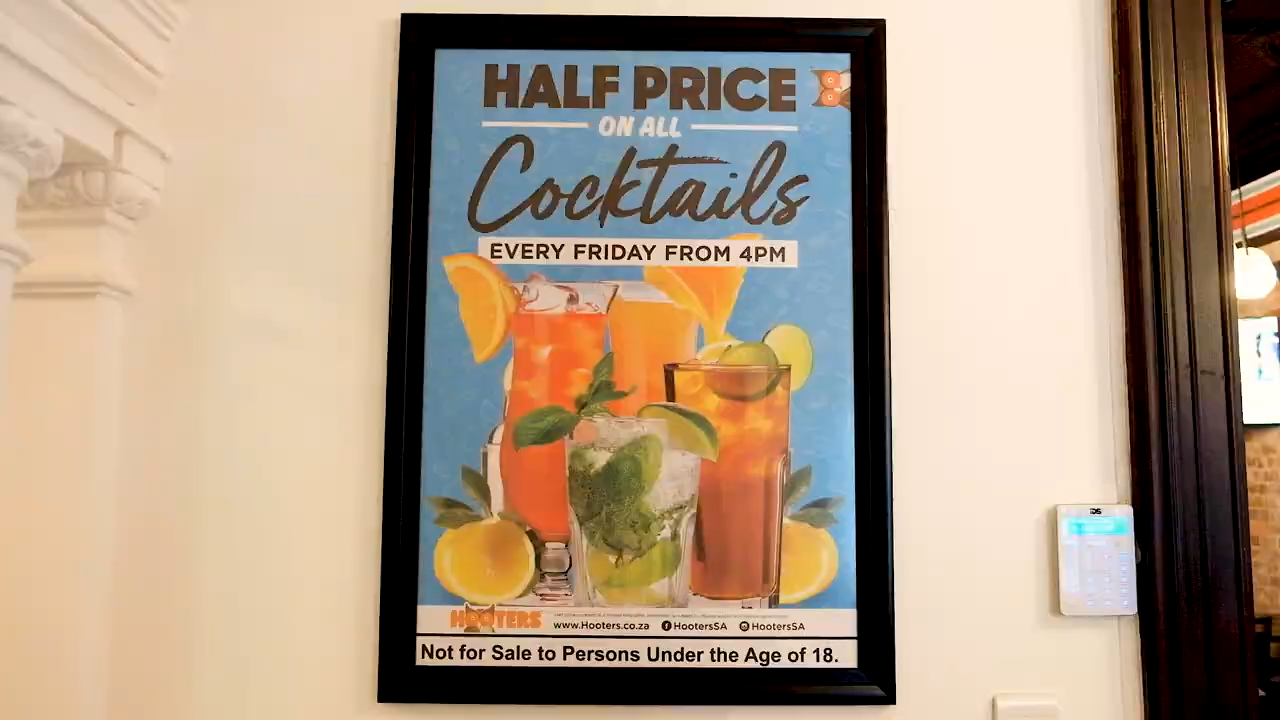 HALF PRICE
ON ALL
Cocktails
EVERY FRIDAY FROM 4PM
HOOTERS
www.Hooters.co.za HootersSA HootersSA
Not for Sale to Persons Under the Age of 18.
IDS